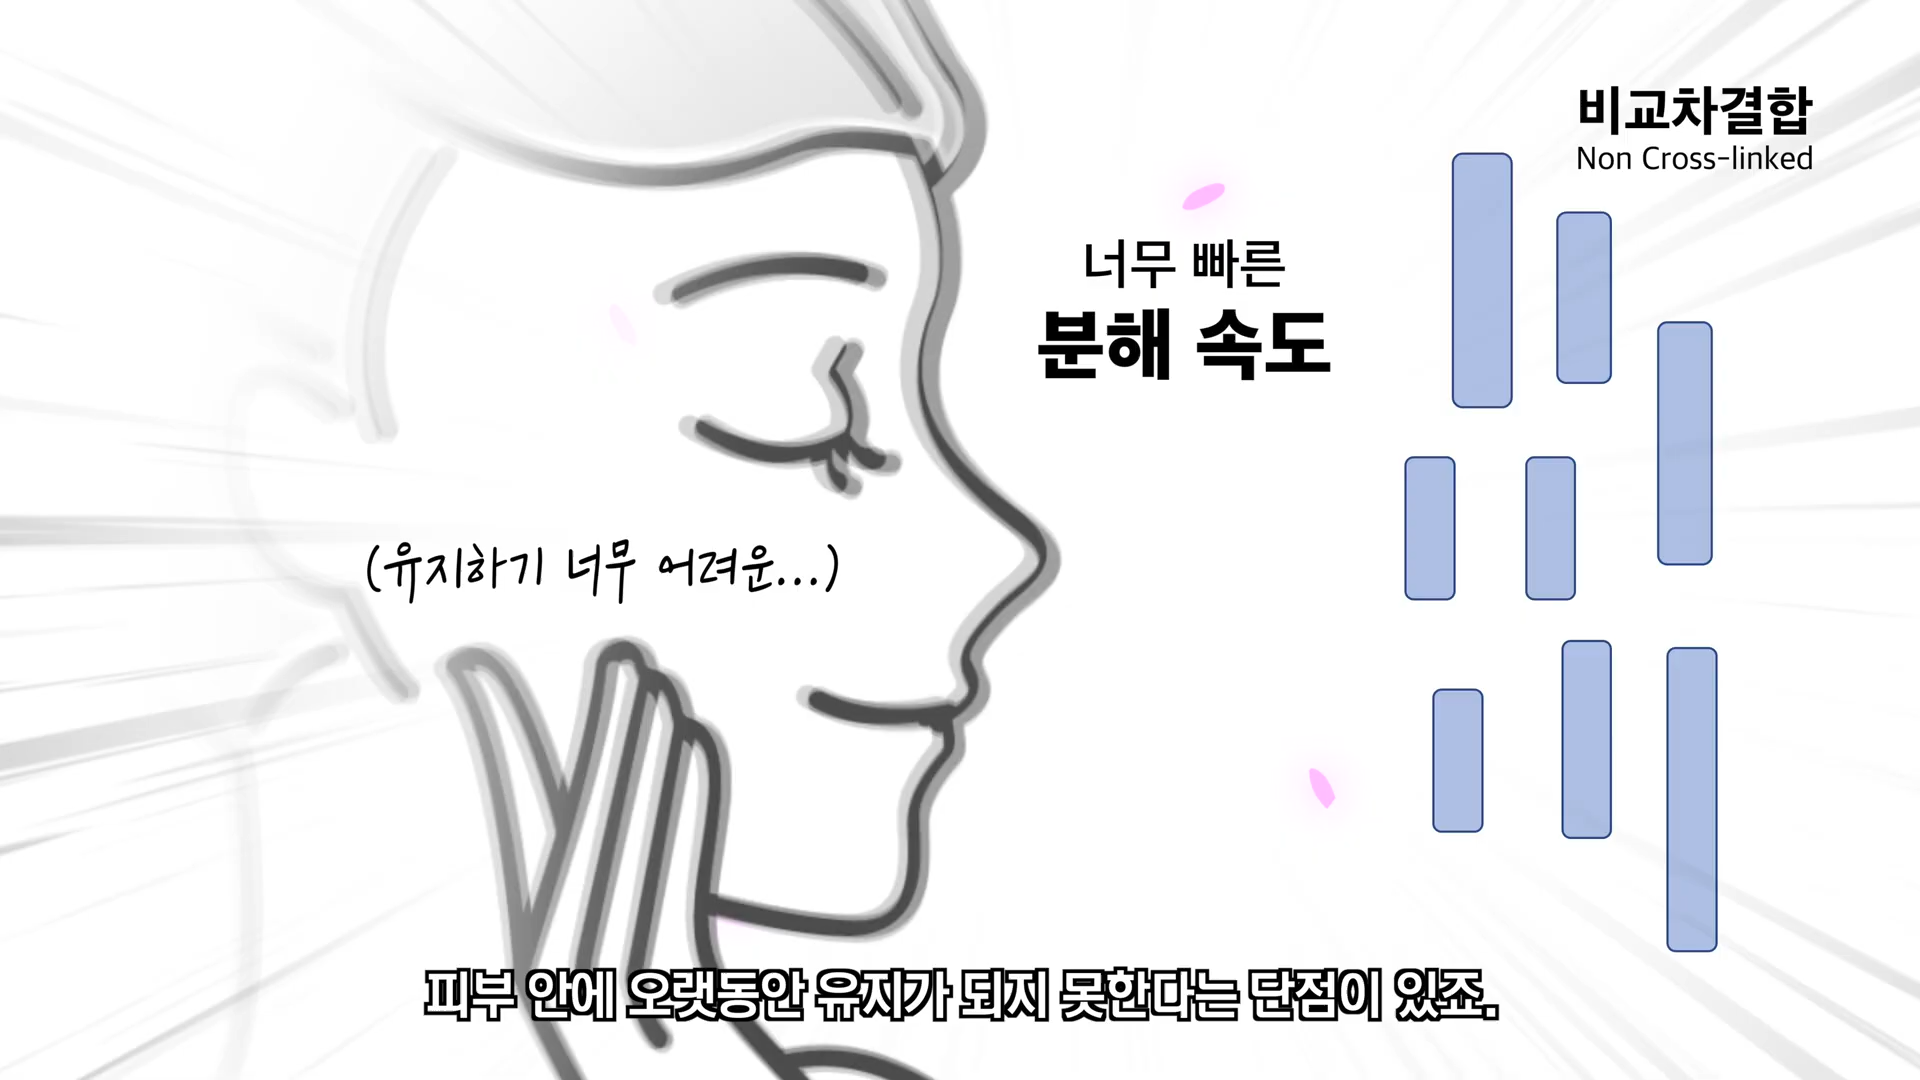 비교차결합
Non Cross-linked
너무 빠른
분해 속도
(유지하기 너무 어려운...)
피부 안에 오랫동안 유지가 되지 못한다는 단점이 있죠.